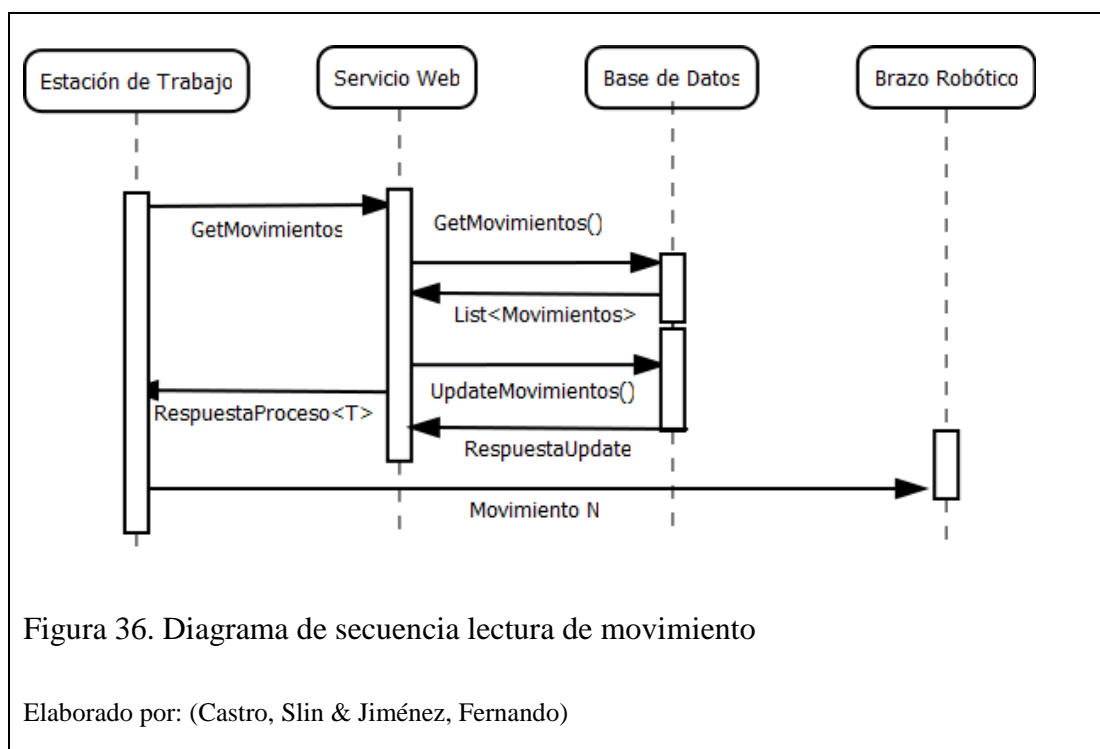 Estación de Trabajo
Servicio Web
Base de Datos
Brazo Robótico
GetMovimientos
GetMovimientos()
List<Movimientos>
UpdateMovimientos()
RespuestaProceso<T>
RespuestaUpdate
Movimiento N
Figura 36. Diagrama de secuencia lectura de movimiento
Elaborado por: (Castro, Slin & Jiménez, Fernando)